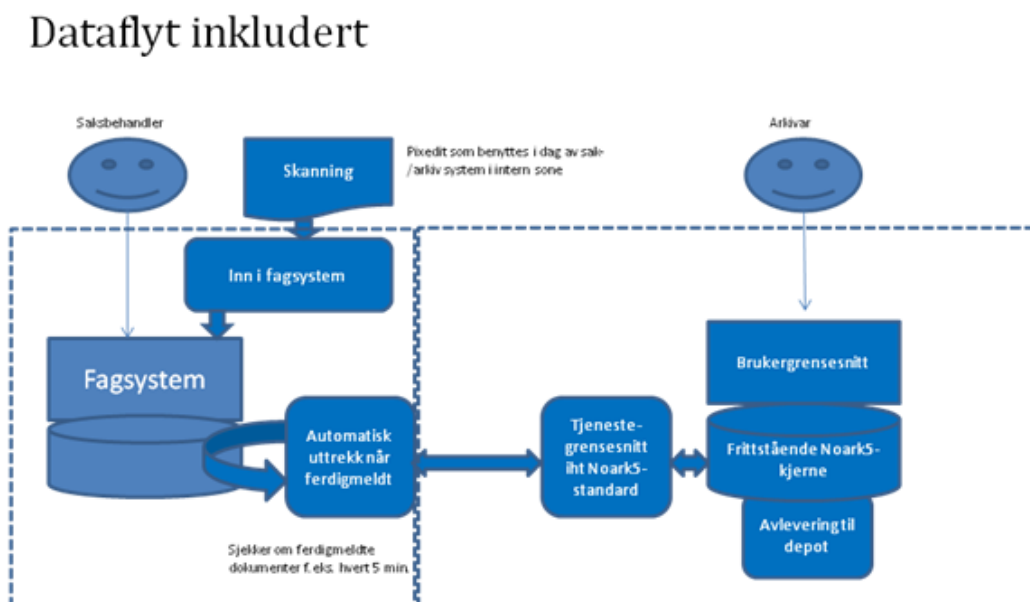 Dataflyt inkludert
Saksbehandler
Arkivar
Skanning
Pixedit som benyttes i dag av sak-
/arkiv system i intern sone
Inn i fagsystem
Fagsystem
Brukergrensesnitt
Automatisk
uttrekk når
ferdigmeldt
Tjeneste-
grensesnitt
iht Noark5-
standard
Frittstående Noark5-
kjerne
Avlevering til
depot
Sjekker om ferdigmeldte
dokumenter f. eks. hvert 5 min.